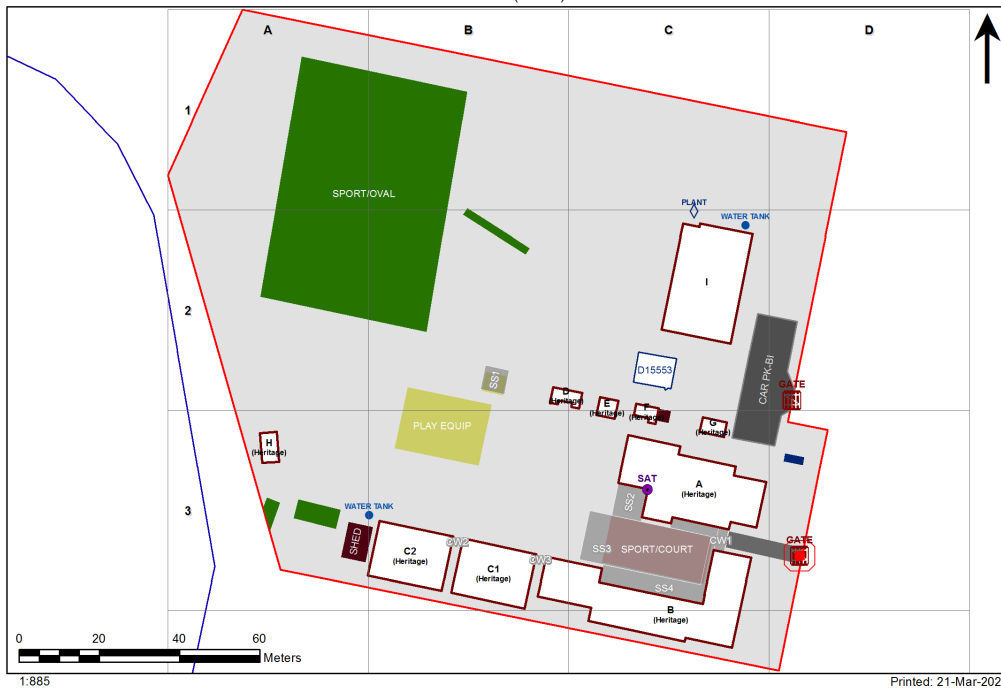 A
B
C
D
1
SPORT/OVAL
PLANT
WATER TANK
I
2
D15553
CAR PK-BI
SS1
GATE
D
(Heritage)
E
(Heritage)
F
(Heritage)
G
(Heritage)
PLAY EQUIP
H
(Heritage)
SAT
A
(Heritage)
3
WATER TANK
SS2
SHED
C2
(Heritage)
CW2
C1
(Heritage)
CW3
SS3
SPORT/COURT
CW1
GATE
SS4
B
(Heritage)
0 20 40 60
Meters
1:885
Printed: 21-Mar-202